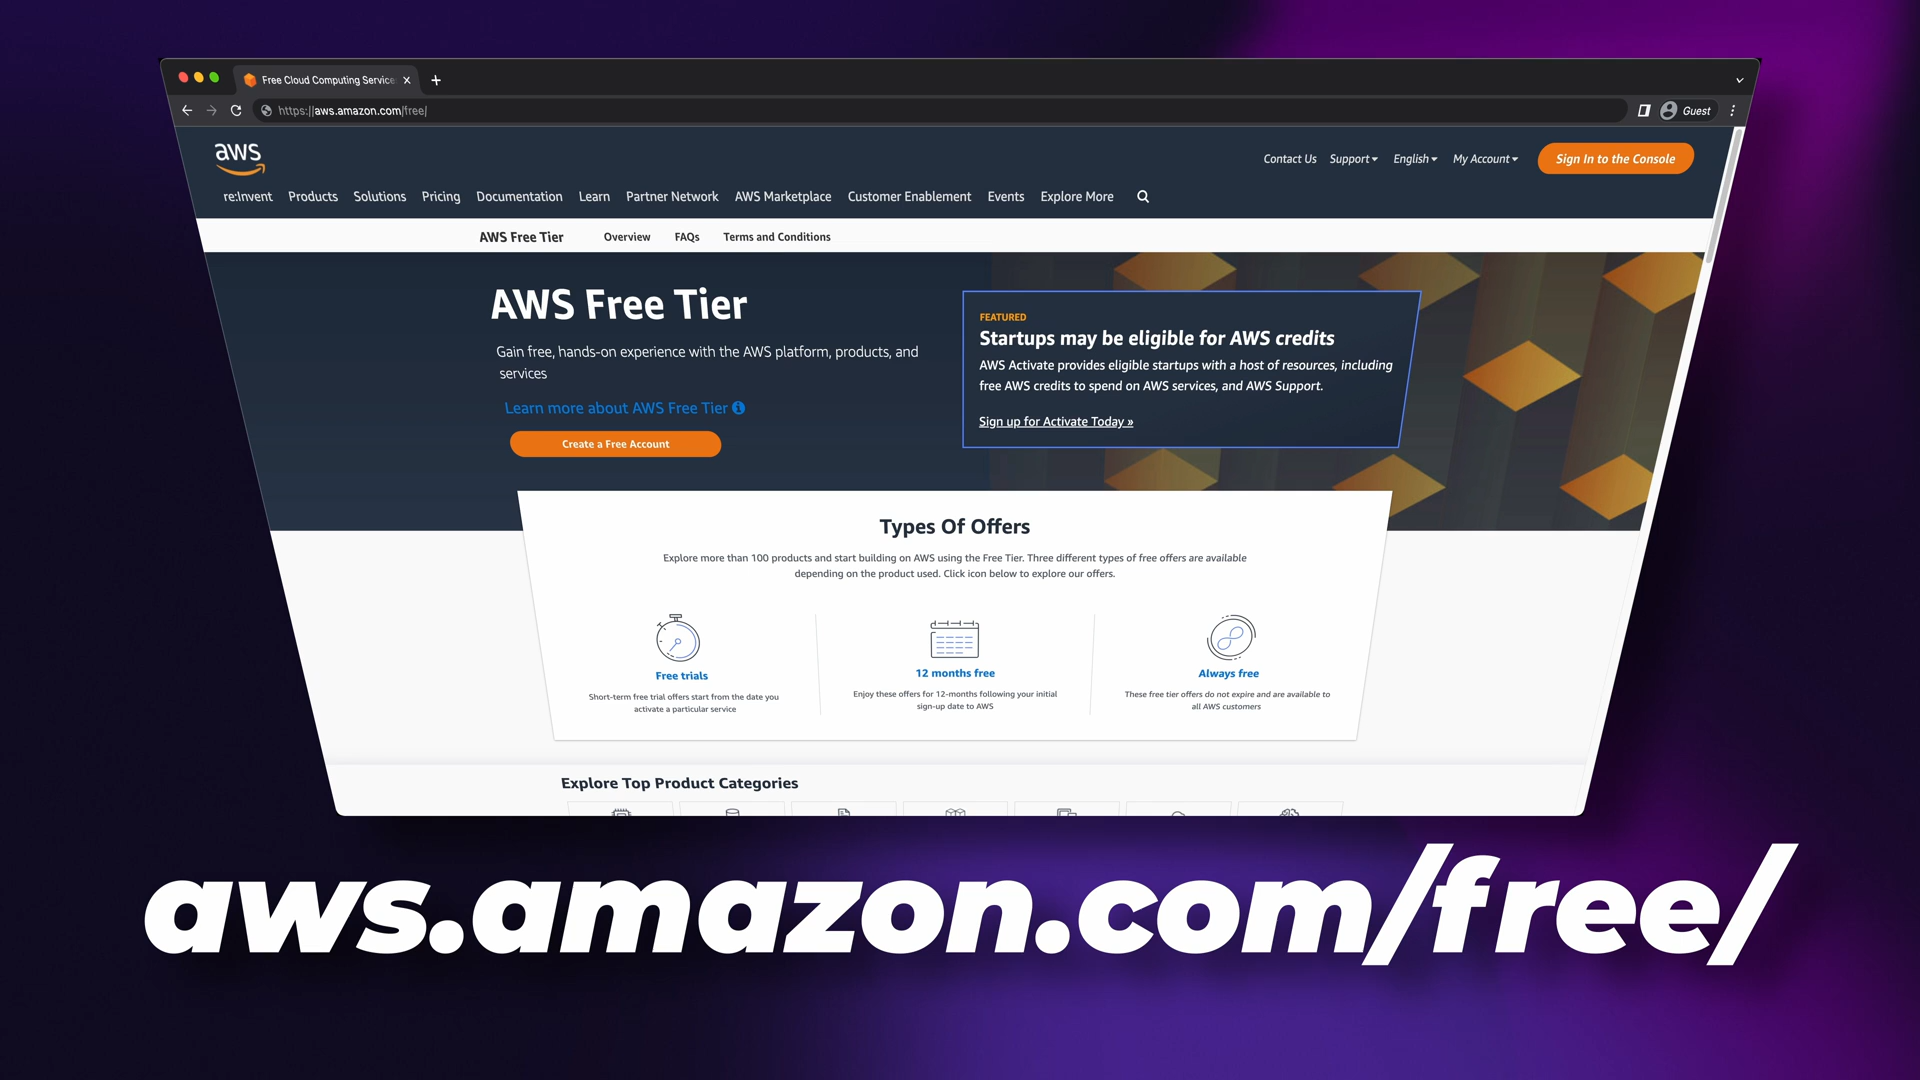 Free Cloud Computing Service
https://aws.amazon.com/free/
Guest
aws
Contact Us Support English My Account Sign In to the Console
re:Invent Products Solutions Pricing Documentation Learn Partner Network AWS Marketplace Customer Enablement Events Explore More
AWS Free Tier Overview FAQs Terms and Conditions
AWS Free Tier
Gain free, hands-on experience with the AWS platform, products, and
services
Learn more about AWS Free Tier
Create a Free Account
FEATURED
Startups may be eligible for AWS credits
AWS Activate provides eligible startups with a host of resources, including
free AWS credits to spend on AWS services, and AWS Support.
Sign up for Activate Today »
Types Of Offers
Explore more than 100 products and start building on AWS using the Free Tier. Three different types of free offers are available
depending on the product used. Click icon below to explore our offers.
Free trials
Short-term free trial offers start from the date you
activate a particular service
12 months free
Enjoy these offers for 12-months following your initial
sign-up date to AWS
Always free
These free tier offers do not expire and are available to
all AWS customers
Explore Top Product Categories
aws.amazon.com/free/